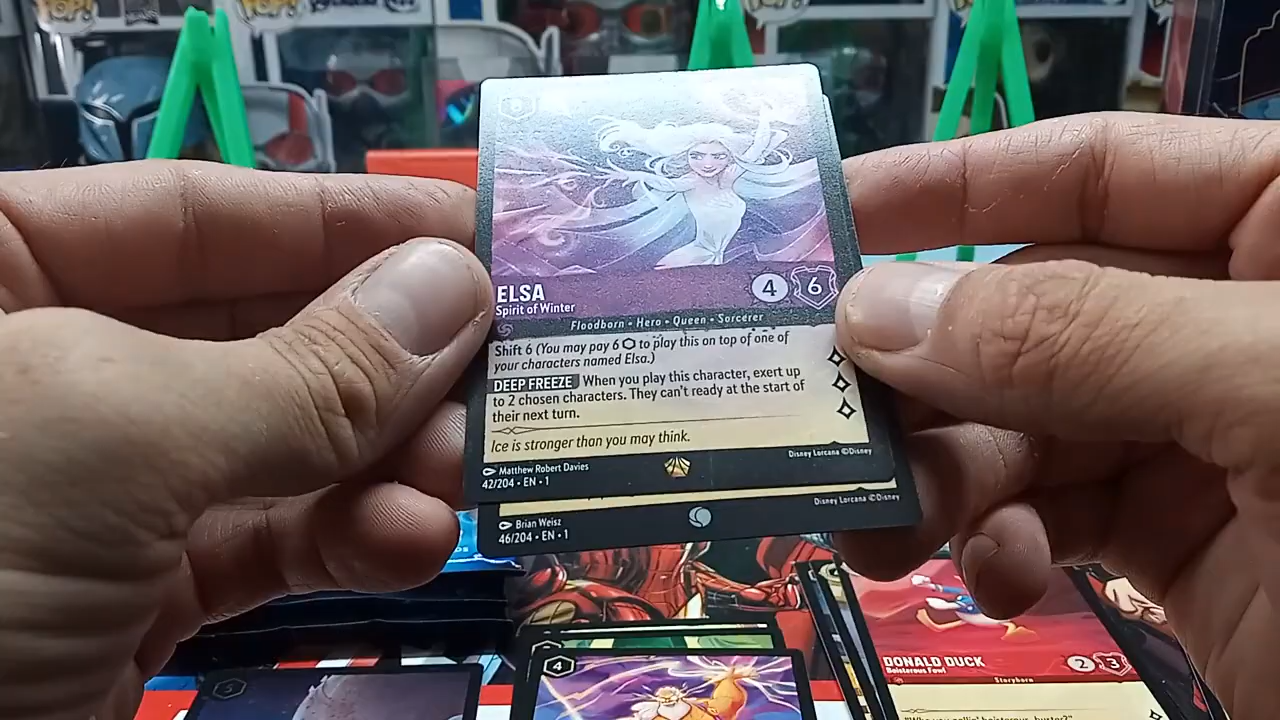 POP!
POP!
ELSA
Spirit of Winter
4 6
Floodborn • Hero • Queen • Sorcerer
Shift 6 (You may pay 6 to play this on top of one of
your characters named Elsa.)
DEEP FREEZE When you play this character, exert up
to 2 chosen characters. They can't ready at the start of
their next turn.
Ice is stronger than you may think.
Matthew Robert Davies
42/204 • EN • 1
Disney Lorcana ©Disney
Brian Weisz
46/204 • EN • 1
Disney Lorcana ©Disney
5
4
DONALD DUCK
Boisterous Fowl
2 3
Storyborn